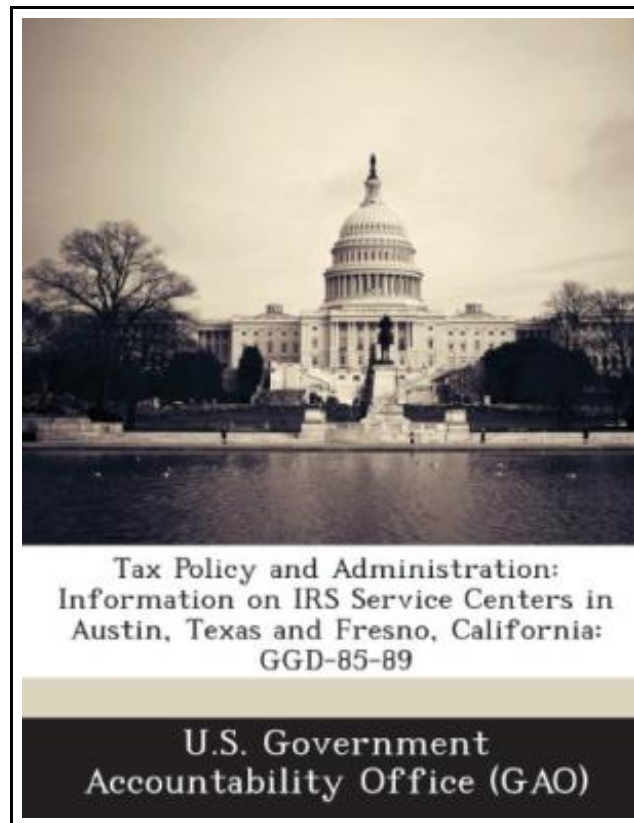 Tax Policy and Administration:
Information on IRS Service Centers in
Austin, Texas and Fresno, California:
GGD-85-89
U.S. Government
Accountability Office (GAO)